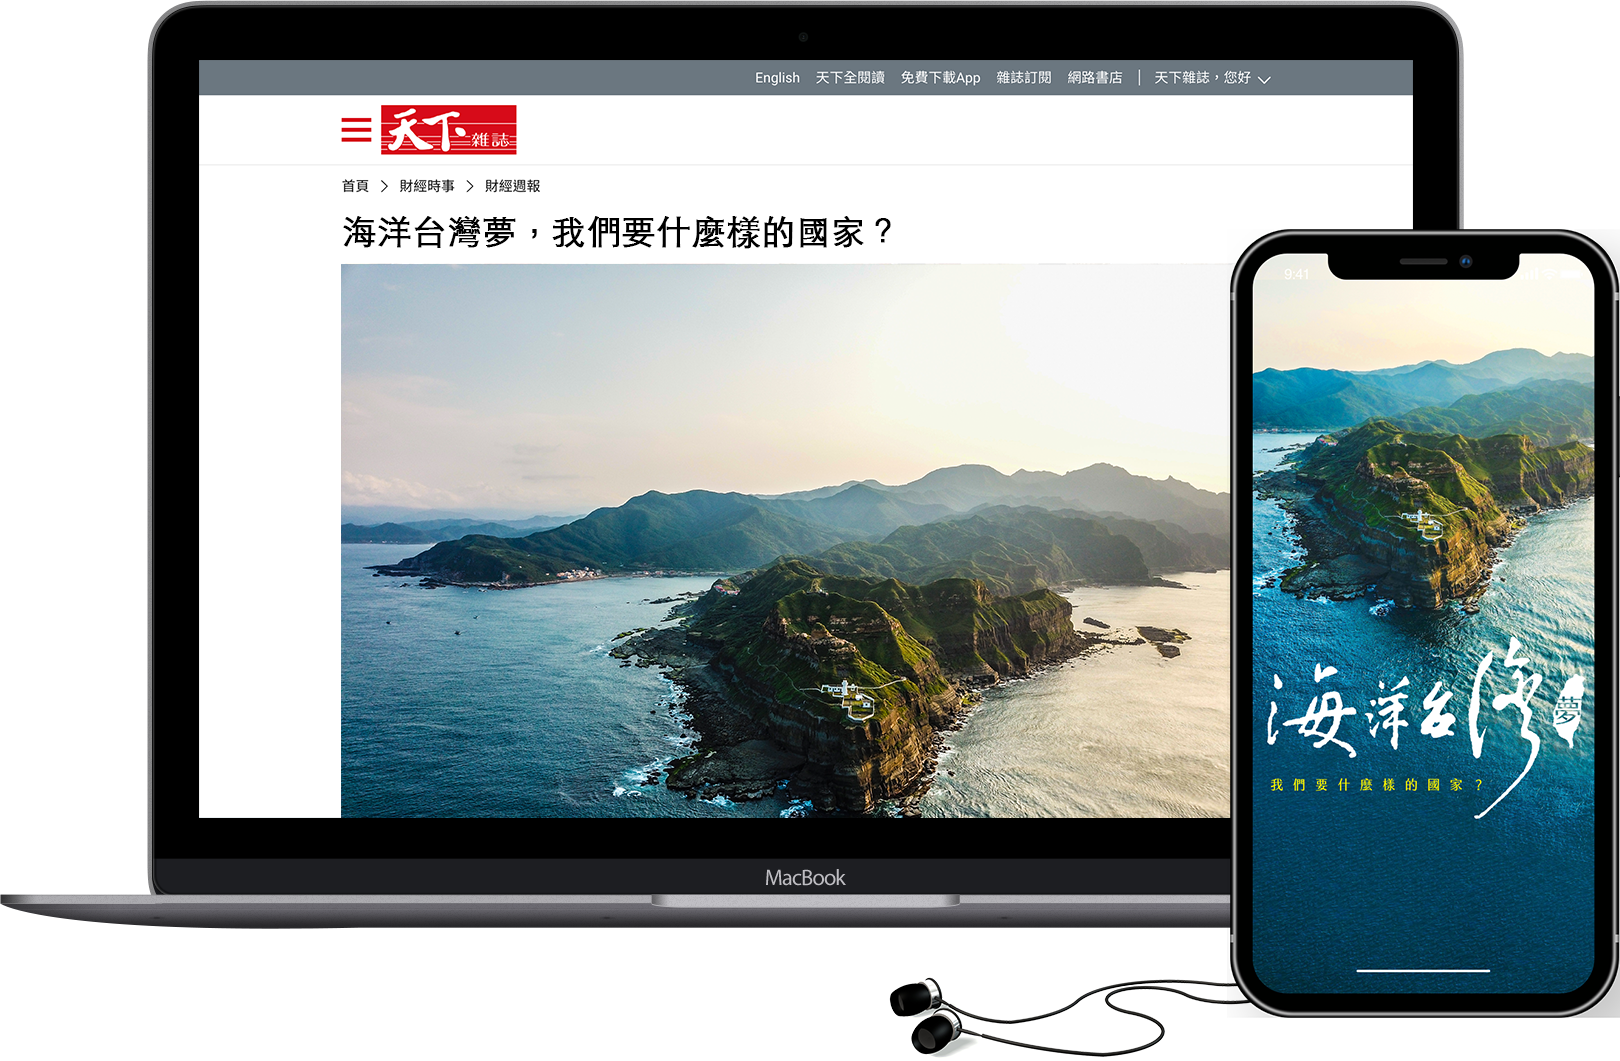 English 天下全閱讀 免費下載App 雜誌訂閱 網路書店 | 天下雜誌，您好
天下雜誌
首頁 > 財經時事 > 財經週報
海洋台灣夢，我們要什麼樣的國家？
MacBook
9:41
海洋台灣夢
我們要什麼樣的國家？